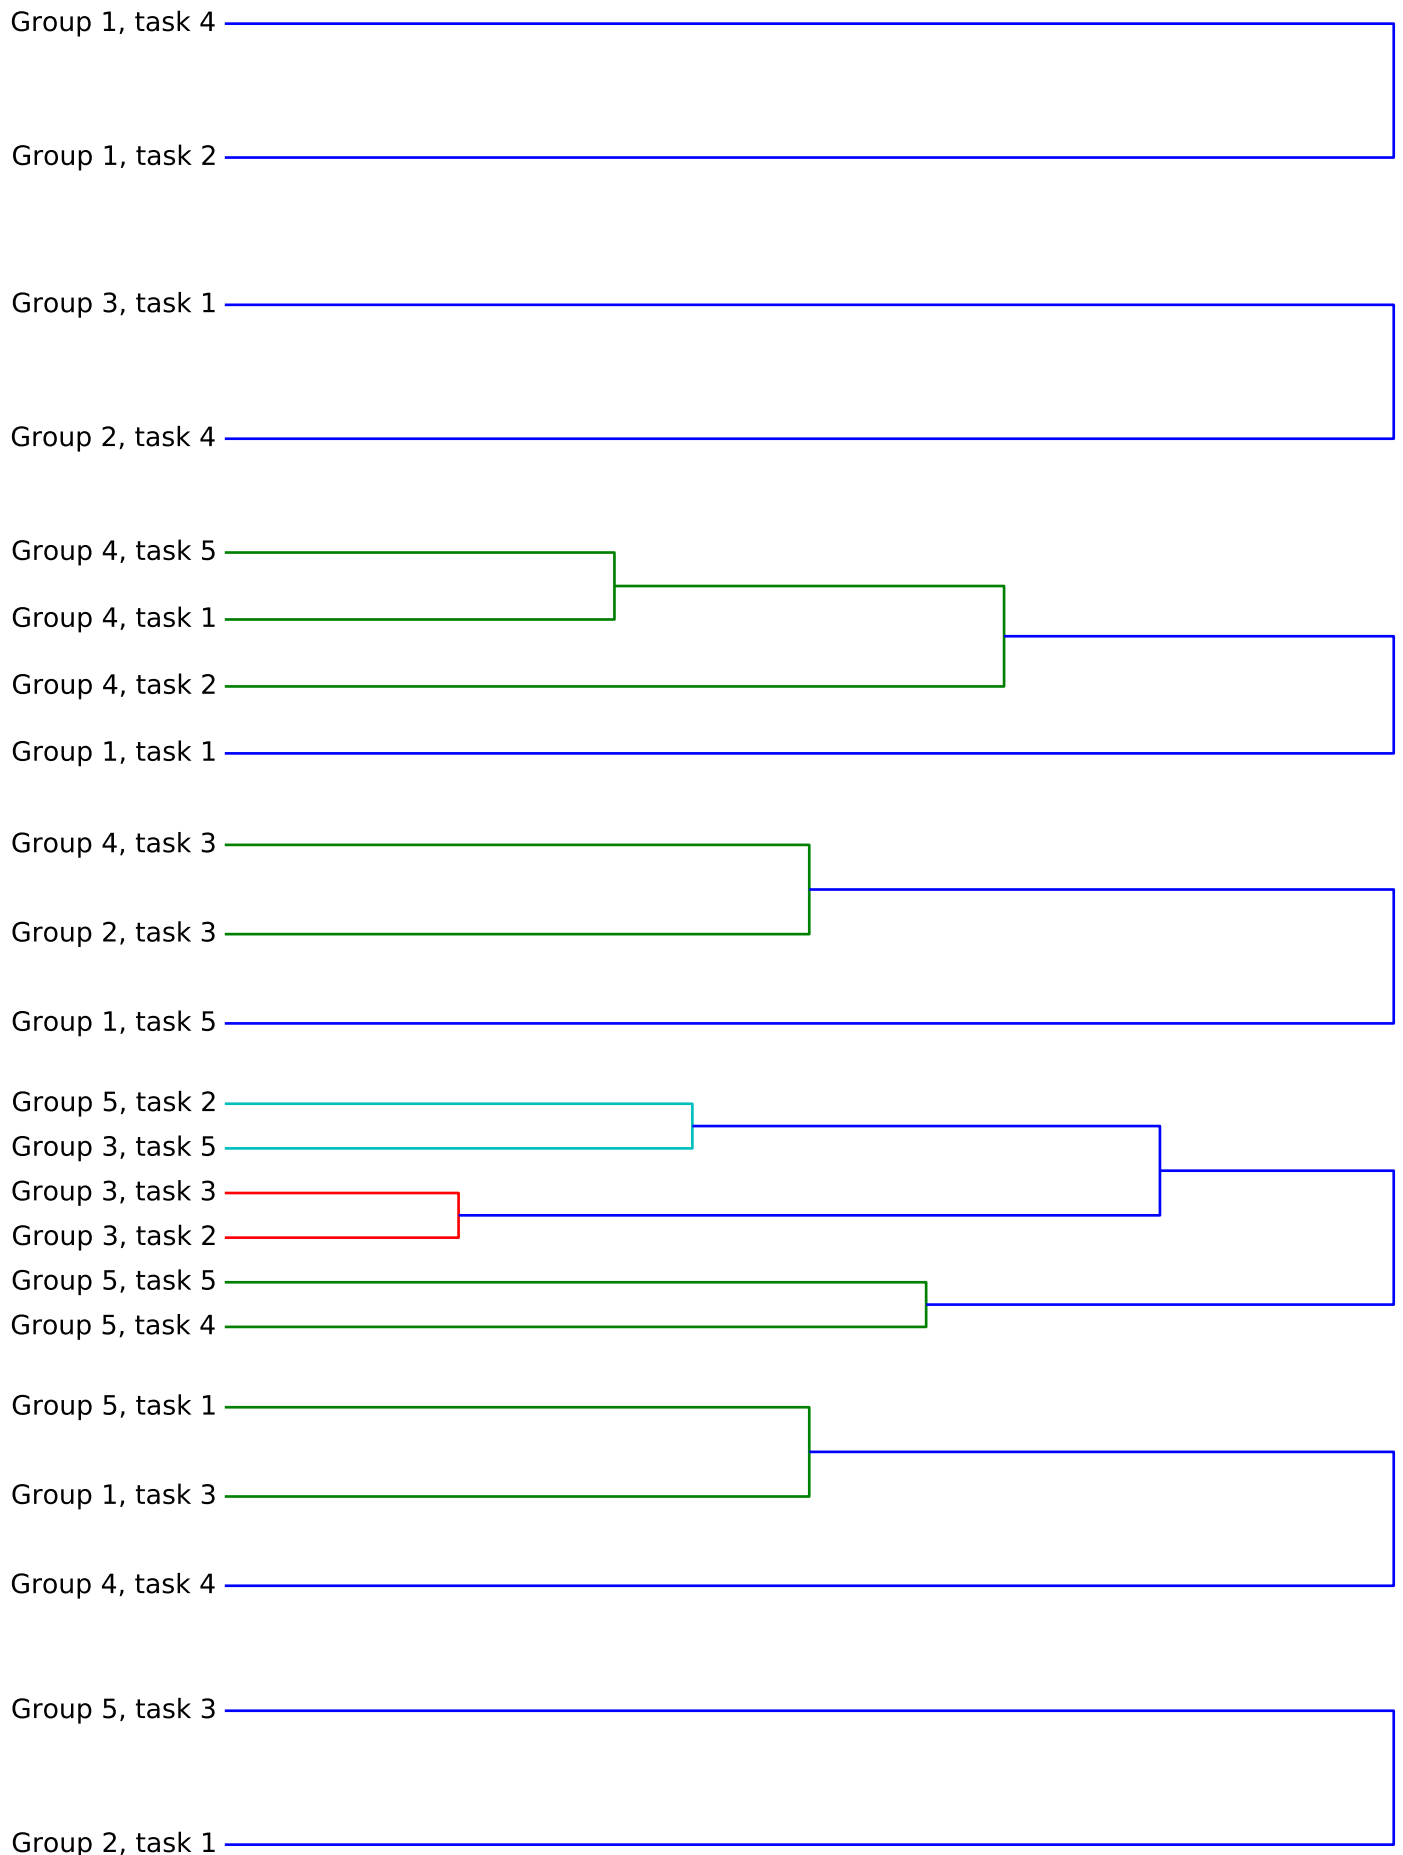 Group 1, task 4
Group 1, task 2
Group 3, task 1
Group 2, task 4
Group 4, task 5
Group 4, task 1
Group 4, task 2
Group 1, task 1
Group 4, task 3
Group 2, task 3
Group 1, task 5
Group 5, task 2
Group 3, task 5
Group 3, task 3
Group 3, task 2
Group 5, task 5
Group 5, task 4
Group 5, task 1
Group 1, task 3
Group 4, task 4
Group 5, task 3
Group 2, task 1